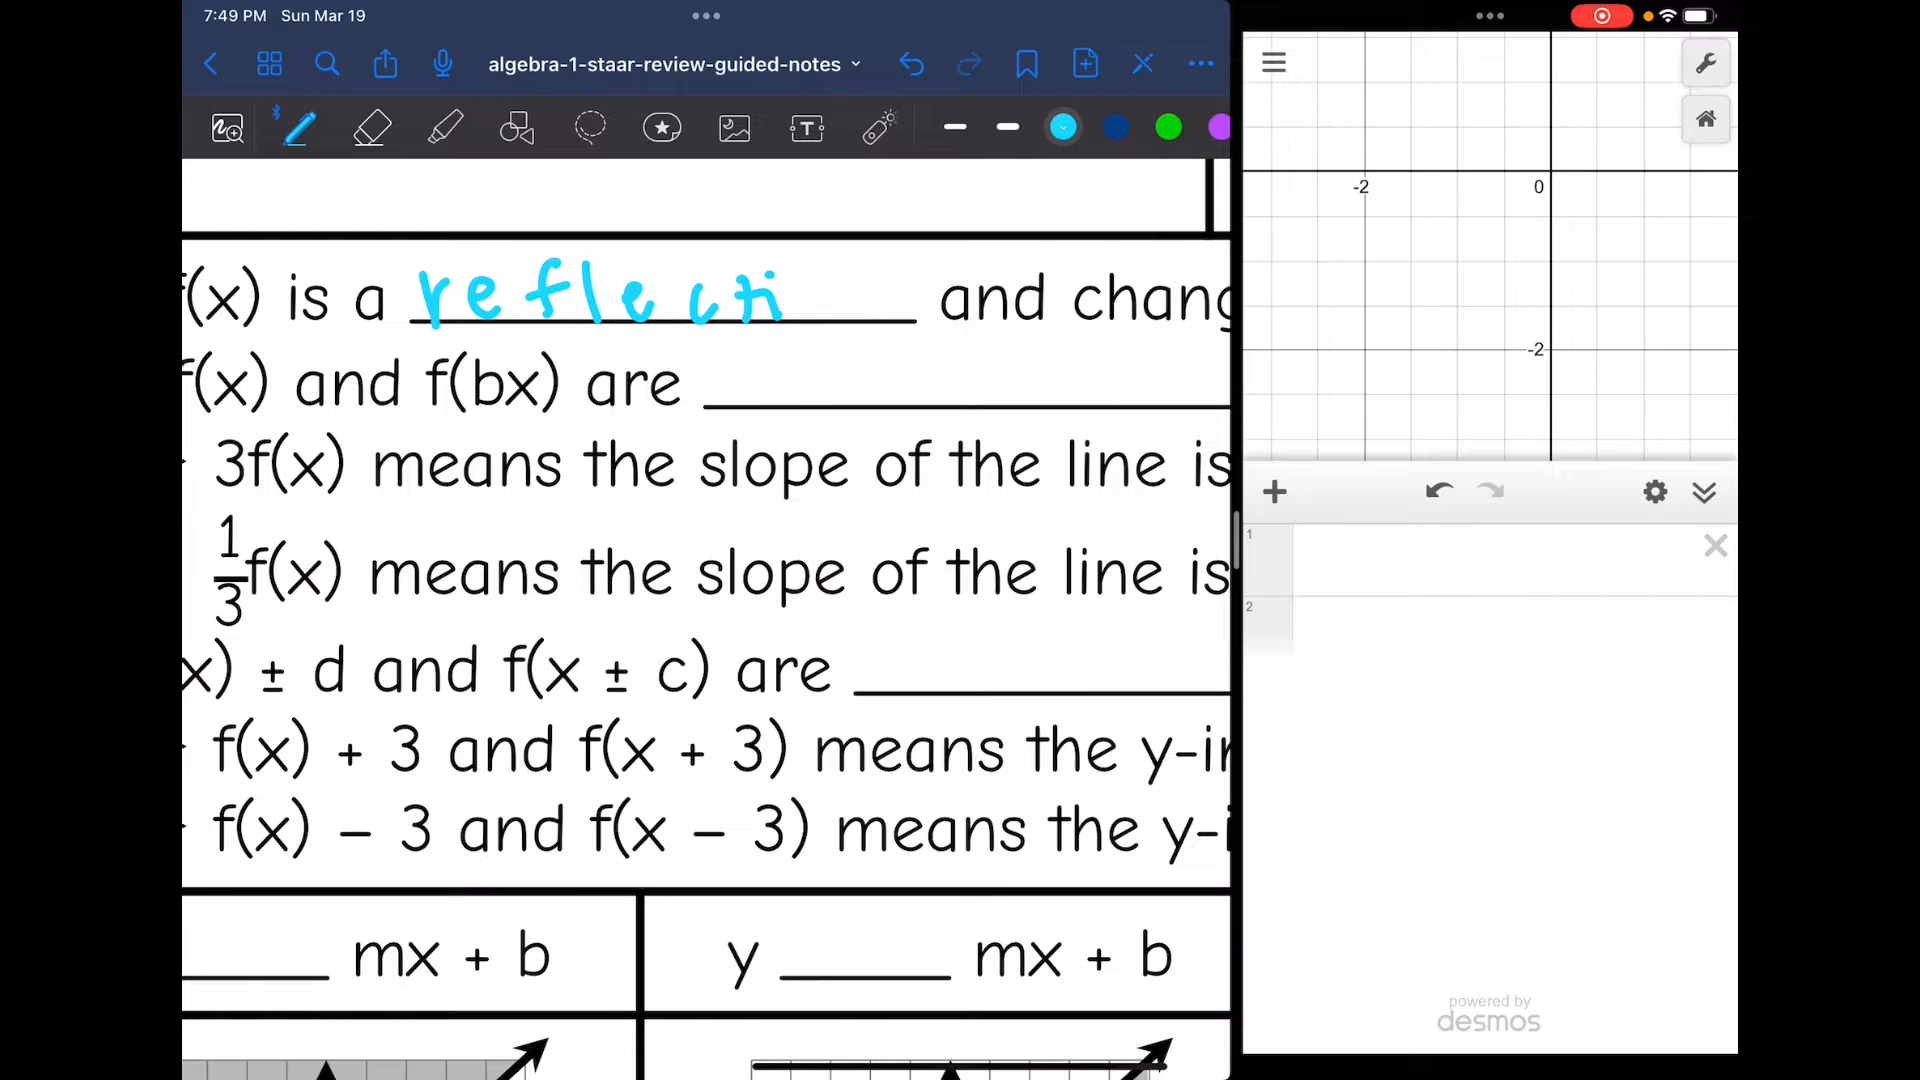 7:49 PM Sun Mar 19
algebra-1-staar-review-guided-notes
T
f(x) is a reflecti and chang
f(x) and f(bx) are
3f(x) means the slope of the line is
1/3 f(x) means the slope of the line is
x) ± d and f(x ± c) are
f(x) + 3 and f(x + 3) means the y-in
f(x) – 3 and f(x – 3) means the y-i
mx + b
y mx + b
-2 0
-2
1
2
powered by
desmos